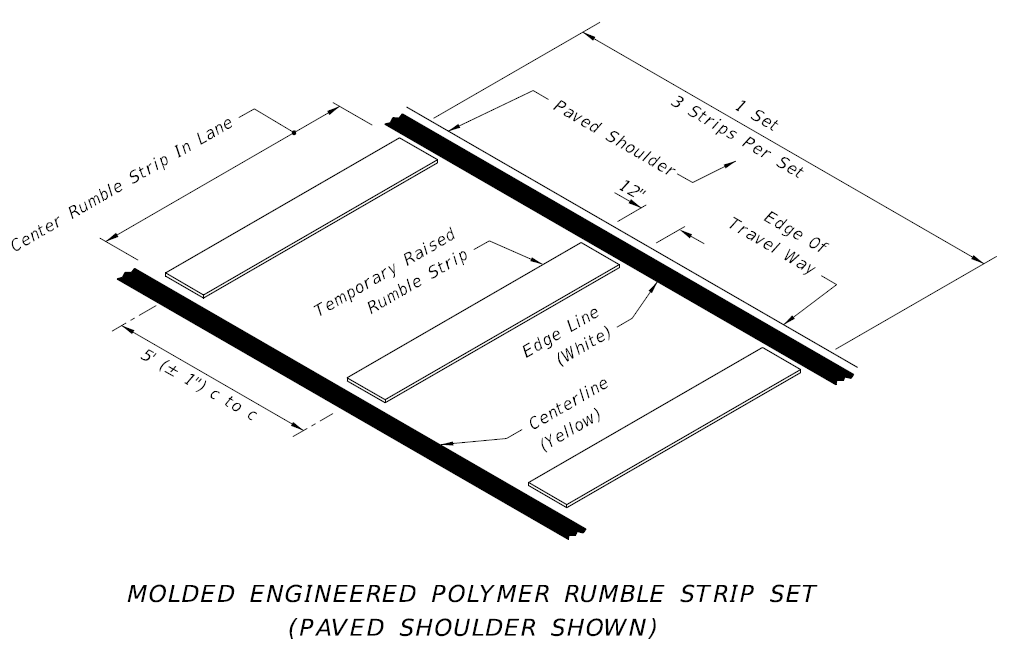 1 Set
3 Strips Per Set
Paved Shoulder
Center Rumble Strip In Lane
12"
Edge Of
Travel Way
Temporary Raised
Rumble Strip
Edge Line
(White)
5' (± 1") c to c
Centerline
(Yellow)
MOLDED ENGINEERED POLYMER RUMBLE STRIP SET
(PAVED SHOULDER SHOWN)